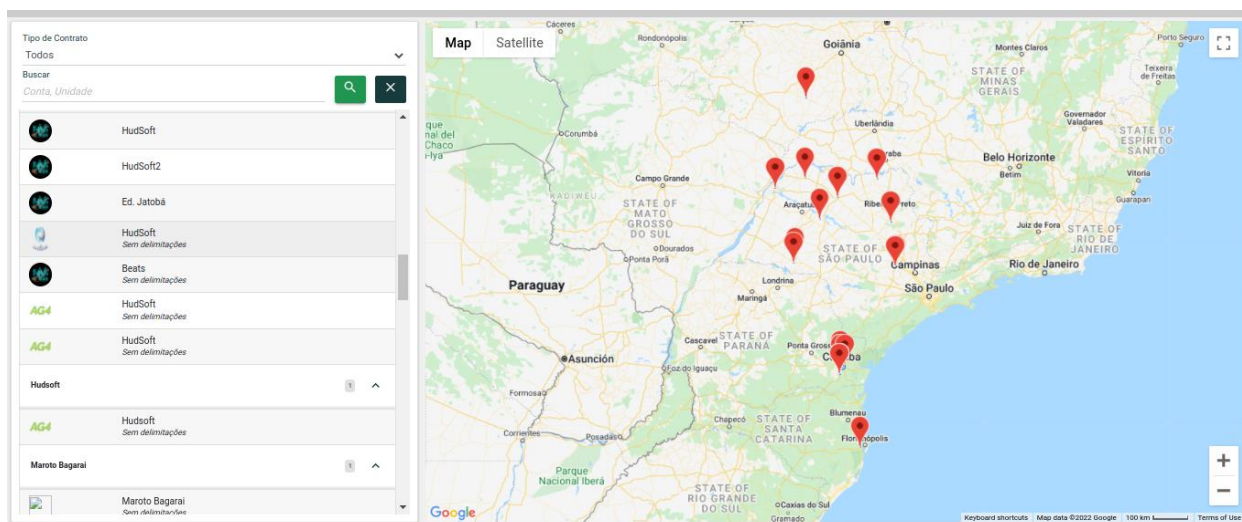 Tipo de Contrato
Todos
Buscar
Conta, Unidade
HudSoft
HudSoft2
Ed. Jatobá
HudSoft
Sem delimitações
Beats
Sem delimitações
AG4
HudSoft
Sem delimitações
AG4
HudSoft
Sem delimitações
Hudsoft
1
AG4
Hudsoft
Sem delimitações
Maroto Bagarai
1
Maroto Bagarai
Sem delimitações
Map
Satellite
Cáceres
Rondonópolis
Goiânia
Montes Claros
Porto Seguro
Teixeira
de Freitas
STATE OF
MINAS
GERAIS
Governador
Valadares
STATE OF
ESPÍRITO
SANTO
Uberlândia
Corumbá
Belo Horizonte
Betim
Vitoria
Guarapari
Campo Grande
STATE OF
MATO
GROSSO
DO SUL
Juiz de Fora
STATE OF
RIO DE
JANEIRO
Dourados
Ponta Porã
STATE OF
SÃO PAULO
Campinas
Rio de Janeiro
Londrina
Maringá
São Paulo
Paraguay
Cascavel
STATE OF
PARANÁ
Asunción
Foz do Iguaçu
Formosa
Chapecó
STATE OF
SANTA
CATARINA
Blumenau
Corrientes
Posadas
Parque
Nacional Iberá
STATE OF
RIO GRANDE
DO SUL
Caxias do Sul
Gramado
Google
Keyboard shortcuts
Map data ©2022 Google
100 km
Terms of Use